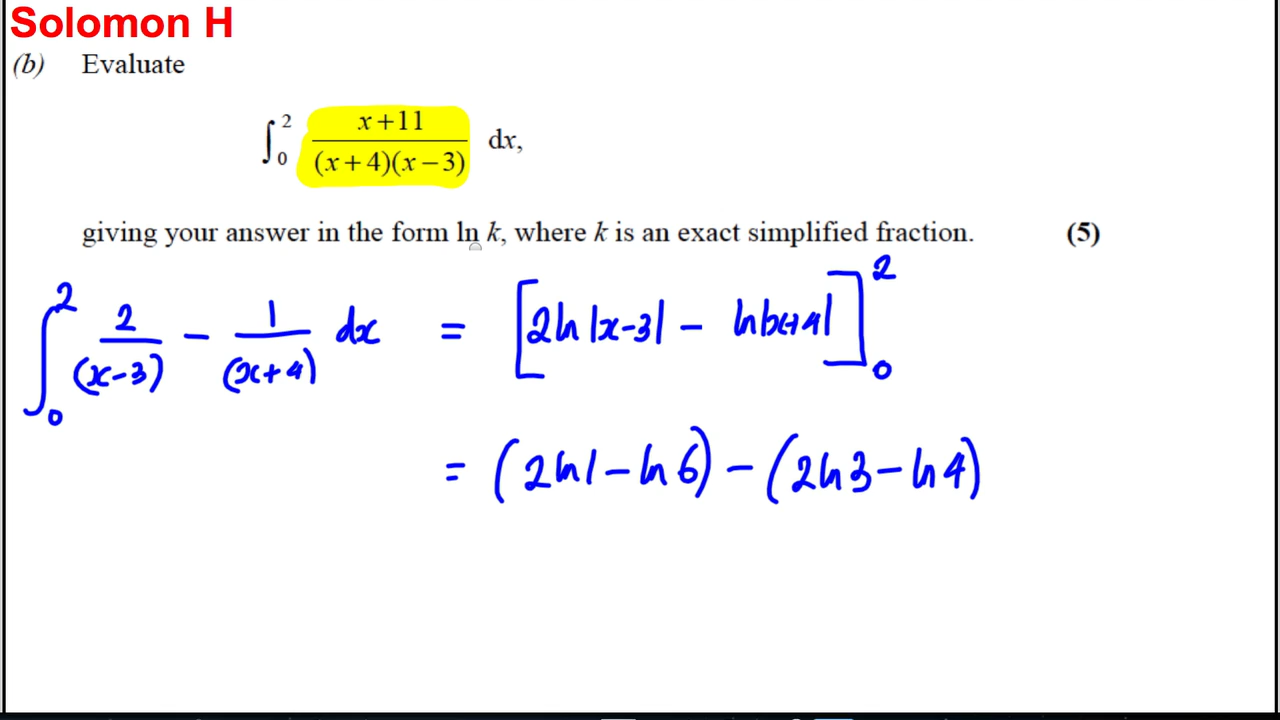 Solomon H
(b) Evaluate
∫₀² (x+11)/((x+4)(x−3)) dx,
giving your answer in the form ln k, where k is an exact simplified fraction. (5)
∫₀² 2/(x−3) − 1/(x+4) dx = [2ln|x−3| − ln|x+4|]₀²
= (2ln1 − ln6) − (2ln3 − ln4)